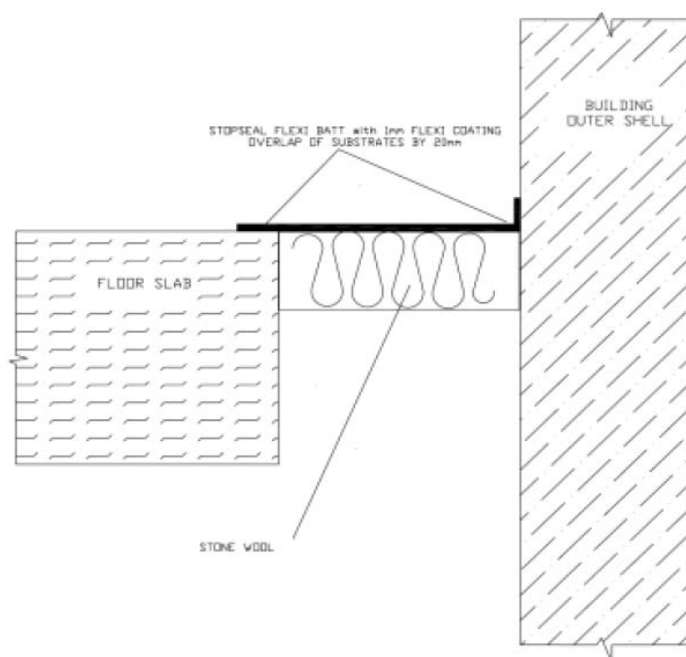 STOPSEAL FLEXI BATT with 1mm FLEXI COATING
OVERLAP OF SUBSTRATES BY 20mm
BUILDING
OUTER SHELL
FLOOR SLAB
STONE WOOL